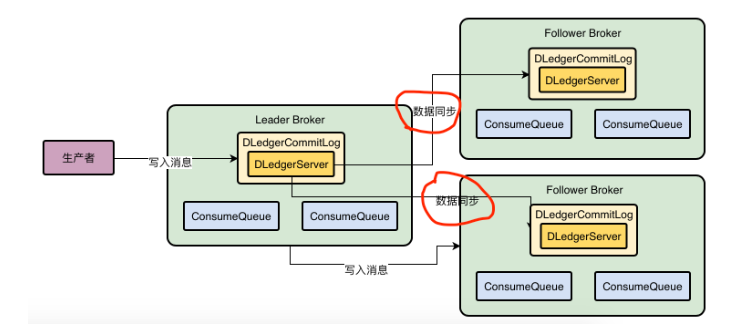 Follower Broker
DLedgerCommitLog
DLedgerServer
ConsumeQueue
ConsumeQueue
数据同步
Leader Broker
DLedgerCommitLog
DLedgerServer
ConsumeQueue
ConsumeQueue
生产者
写入消息
Follower Broker
DLedgerCommitLog
DLedgerServer
ConsumeQueue
ConsumeQueue
数据同步
写入消息